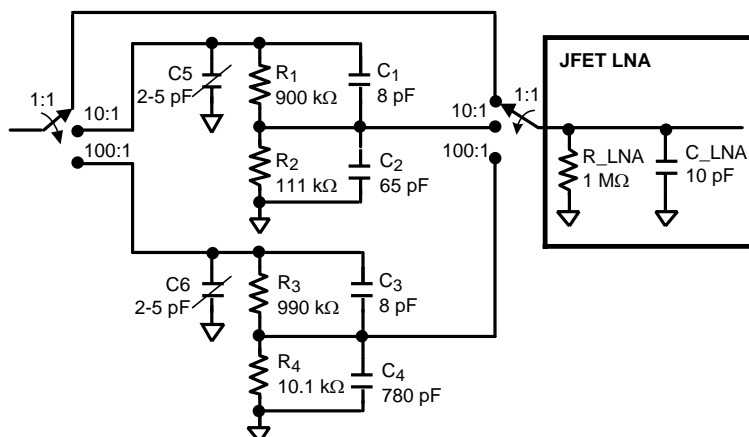 JFET LNA
1:1
C5
2-5 pF
R1
900 kΩ
C1
8 pF
10:1
100:1
1:1
10:1
100:1
R2
111 kΩ
C2
65 pF
R_LNA
1 MΩ
C_LNA
10 pF
C6
2-5 pF
R3
990 kΩ
C3
8 pF
R4
10.1 kΩ
C4
780 pF